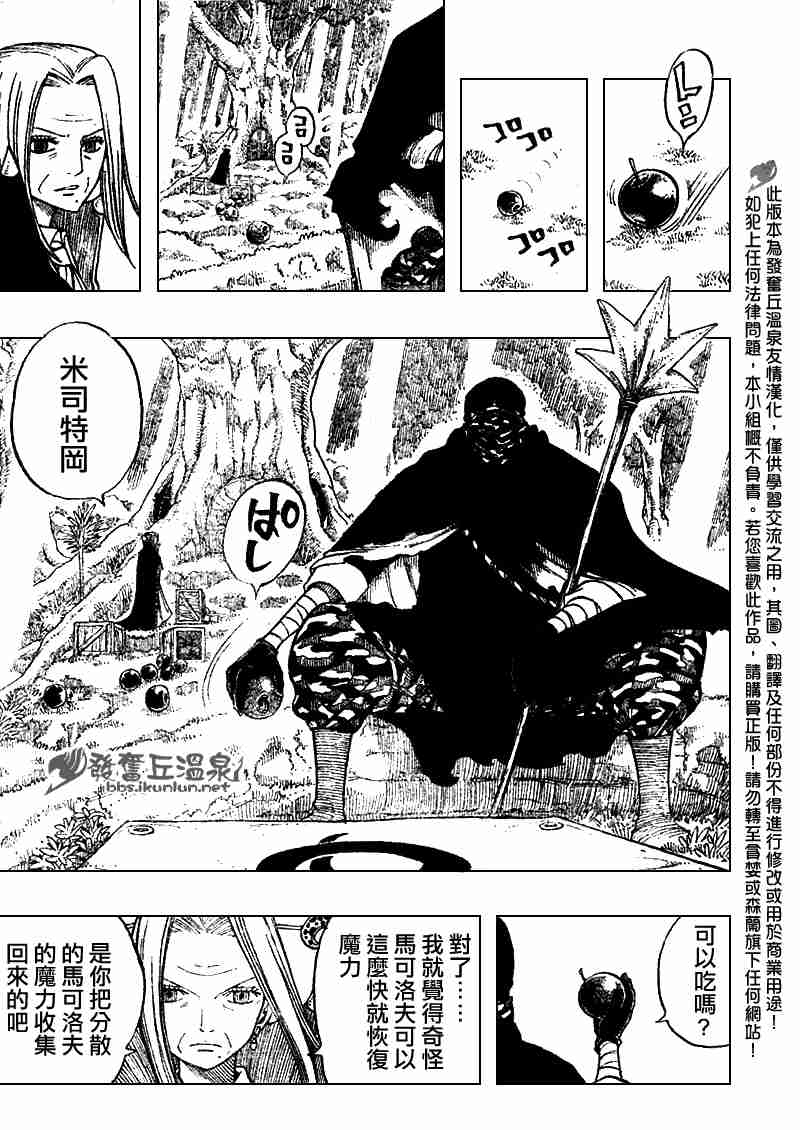 ト
ン
コロ
コロ
コロ
コロ
コロ
コロ
米司特岡
ぱし
可以吃嗎？
對了……
我就覺得奇怪
馬可洛夫可以
這麼快就恢復
魔力
是你把分散
的馬可洛夫
的魔力收集
回來的吧
發奮丘溫泉
bbs.ikunlun.net
此版本為發奮丘溫泉友情漢化，僅供學習交流之用，其圖、翻譯及任何部份不得進行修改或用於商業用途！
如犯上任何法律問題，本小組概不負責。若您喜歡此作品，請購買正版！請勿轉至貪婪或森蘭旗下任何網站！